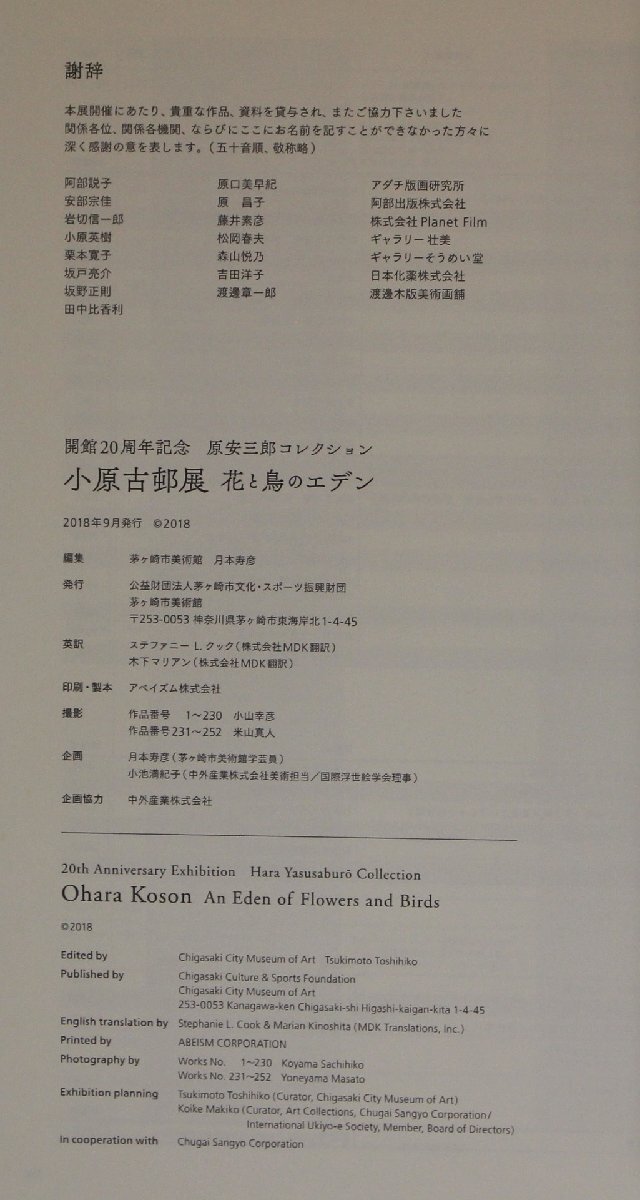 謝辞
本展開催にあたり、貴重な作品、資料を貸与され、またご協力下さいました
関係各位、関係各機関、ならびにここにお名前を記すことができなかった方々に
深く感謝の意を表します。(五十音順、敬称略)
阿部説子
安部宗佳
岩切信一郎
小原英樹
栗本寛子
坂戸亮介
坂野正則
田中比香利
原口美早紀
原　昌子
藤井素彦
松岡春夫
森山悦乃
吉田洋子
渡邊章一郎
アダチ版画研究所
阿部出版株式会社
株式会社Planet Film
ギャラリー壮美
ギャラリーそうめい堂
日本化薬株式会社
渡邊木版美術画舗
開館20周年記念　原安三郎コレクション
小原古邨展 花と鳥のエデン
2018年9月発行　©2018
編集　茅ヶ崎市美術館　月本寿彦
発行　公益財団法人茅ヶ崎市文化・スポーツ振興財団
茅ヶ崎市美術館
〒253-0053 神奈川県茅ヶ崎市東海岸北1-4-45
英訳　ステファニー L. クック(株式会社MDK翻訳)
木下マリアン(株式会社MDK翻訳)
印刷・製本　アベイズム株式会社
撮影　作品番号　1〜230　小山幸彦
作品番号231〜252　米山真人
企画　月本寿彦(茅ヶ崎市美術館学芸員)
小池満紀子(中外産業株式会社美術担当/国際浮世絵学会理事)
企画協力　中外産業株式会社
20th Anniversary Exhibition　Hara Yasusaburō Collection
Ohara Koson An Eden of Flowers and Birds
©2018
Edited by　Chigasaki City Museum of Art　Tsukimoto Toshihiko
Published by　Chigasaki Culture & Sports Foundation
Chigasaki City Museum of Art
253-0053 Kanagawa-ken Chigasaki-shi Higashi-kaigan-kita 1-4-45
English translation by　Stephanie L. Cook & Marian Kinoshita (MDK Translations, inc.)
Printed by　ABEISM CORPORATION
Photography by　Works No.　1〜230　Koyama Sachihiko
Works No. 231〜252　Yoneyama Masato
Exhibition planning　Tsukimoto Toshihiko (Curator, Chigasaki City Museum of Art)
Koike Makiko (Curator, Art Collections, Chugai Sangyo Corporation/
International Ukiyo-e Society, Member, Board of Directors)
In cooperation with　Chugai Sangyo Corporation